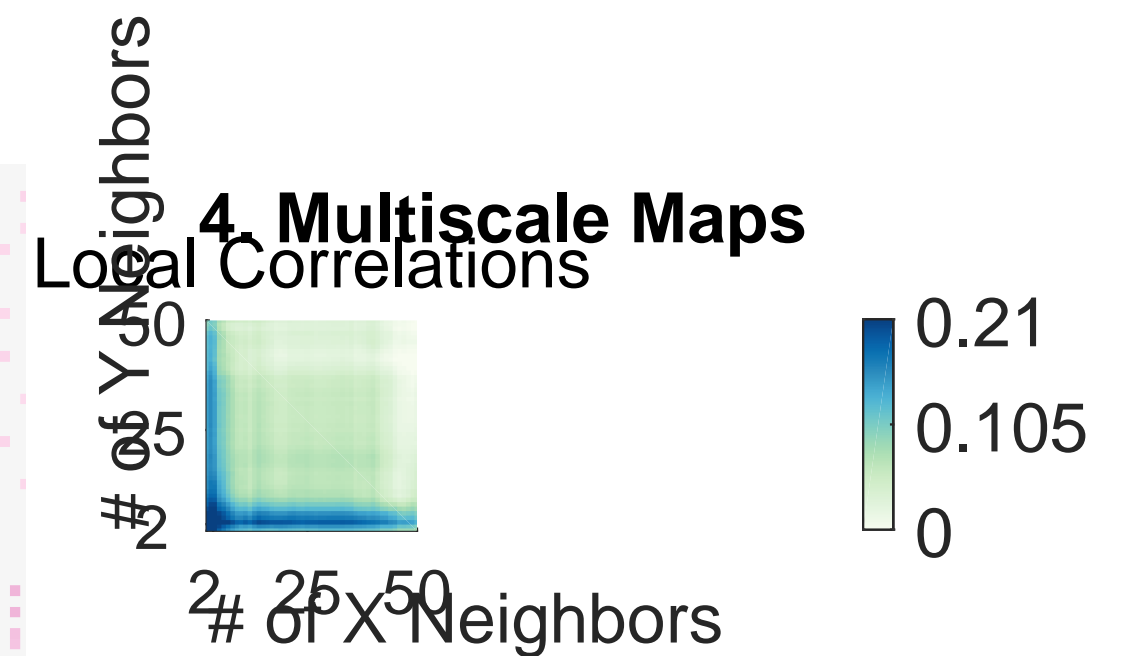 4. Multiscale Maps
Local Correlations
# of Y Neighbors
50
25
2
2 25 50
# of X Neighbors
0.21
0.105
0